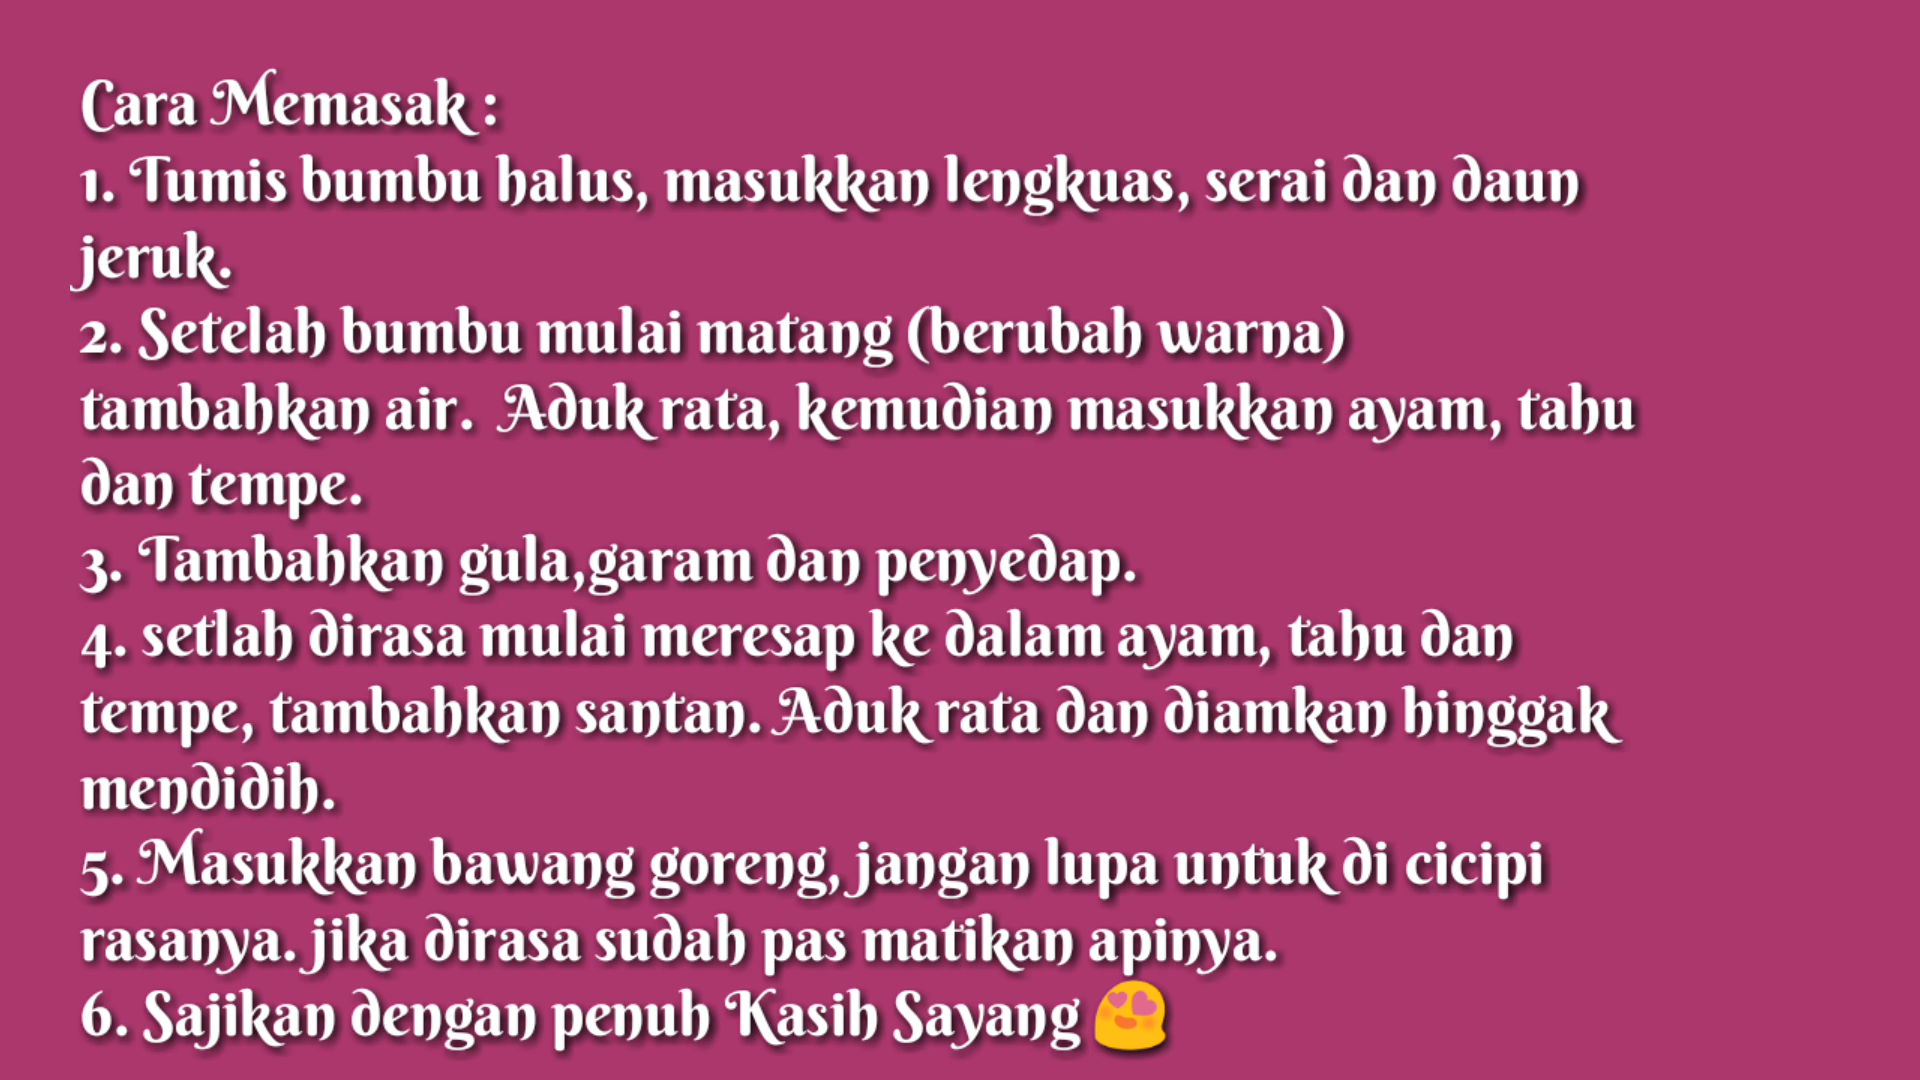 Cara Memasak :
1. Tumis bumbu halus, masukkan lengkuas, serai dan daun
jeruk.
2. Setelah bumbu mulai matang (berubah warna)
tambahkan air. Aduk rata, kemudian masukkan ayam, tahu
dan tempe.
3. Tambahkan gula,garam dan penyedap.
4. setlah dirasa mulai meresap ke dalam ayam, tahu dan
tempe, tambahkan santan. Aduk rata dan diamkan hinggak
mendidih.
5. Masukkan bawang goreng, jangan lupa untuk di cicipi
rasanya. jika dirasa sudah pas matikan apinya.
6. Sajikan dengan penuh Kasih Sayang 😍